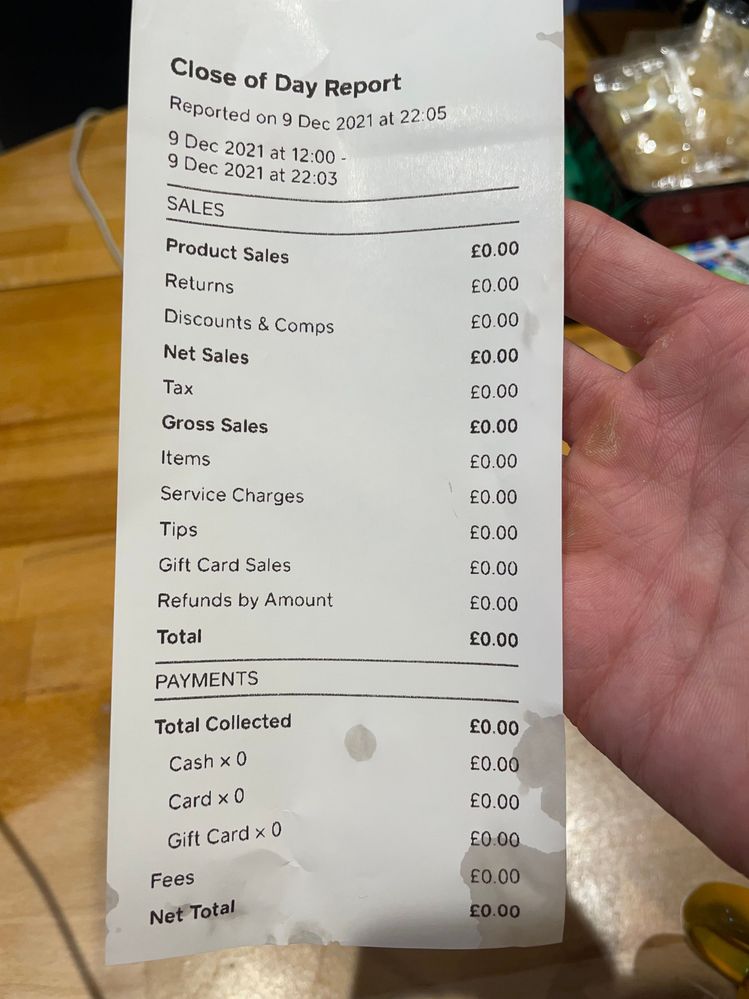 Close of Day Report
Reported on 9 Dec 2021 at 22:05
9 Dec 2021 at 12:00 -
9 Dec 2021 at 22:03
SALES
Product Sales £0.00
Returns £0.00
Discounts & Comps £0.00
Net Sales £0.00
Tax £0.00
Gross Sales £0.00
Items £0.00
Service Charges £0.00
Tips £0.00
Gift Card Sales £0.00
Refunds by Amount £0.00
Total £0.00
PAYMENTS
Total Collected £0.00
Cash x 0 £0.00
Card x 0 £0.00
Gift Card x 0 £0.00
Fees £0.00
Net Total £0.00